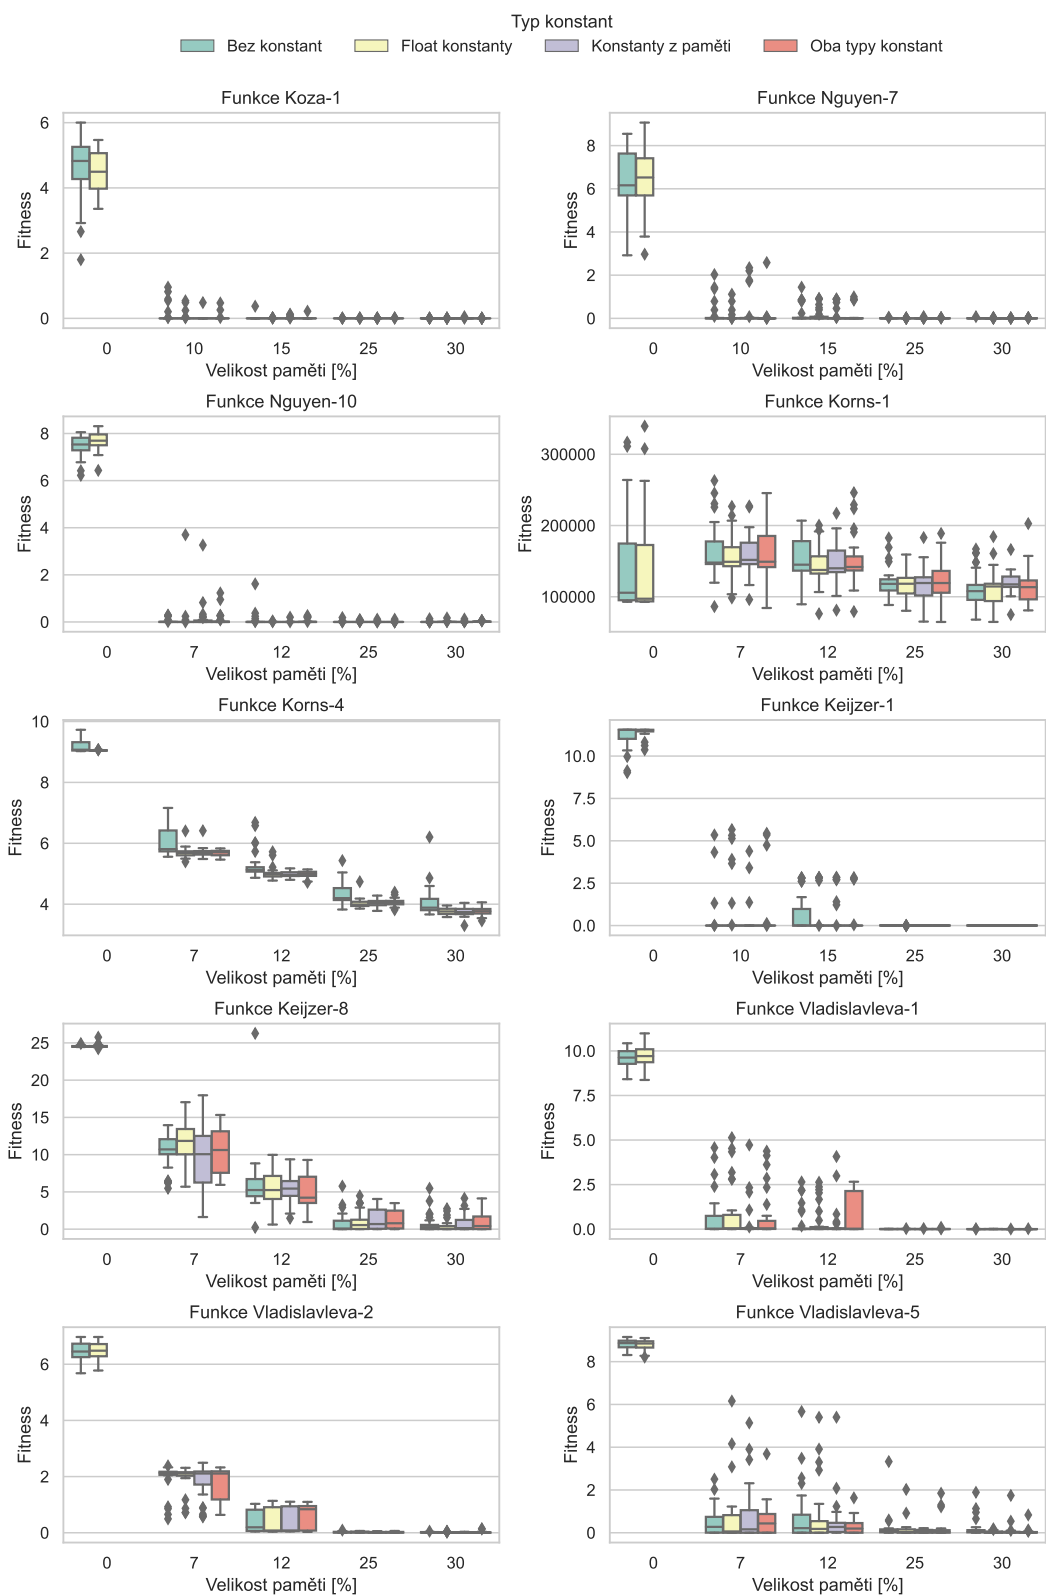 Typ konstant
Bez konstant Float konstanty Konstanty z paměti Oba typy konstant
Funkce Koza-1
6
4
2
0
Fitness
0 10 15 25 30
Velikost paměti [%]
Funkce Nguyen-7
8
6
4
2
0
Fitness
0 10 15 25 30
Velikost paměti [%]
Funkce Nguyen-10
8
6
4
2
0
Fitness
0 7 12 25 30
Velikost paměti [%]
Funkce Korns-1
300000
200000
100000
Fitness
0 7 12 25 30
Velikost paměti [%]
Funkce Korns-4
10
8
6
4
Fitness
0 7 12 25 30
Velikost paměti [%]
Funkce Keijzer-1
10.0
7.5
5.0
2.5
0.0
Fitness
0 10 15 25 30
Velikost paměti [%]
Funkce Keijzer-8
25
20
15
10
5
0
Fitness
0 7 12 25 30
Velikost paměti [%]
Funkce Vladislavleva-1
10.0
7.5
5.0
2.5
0.0
Fitness
0 7 12 25 30
Velikost paměti [%]
Funkce Vladislavleva-2
6
4
2
0
Fitness
0 7 12 25 30
Velikost paměti [%]
Funkce Vladislavleva-5
8
6
4
2
0
Fitness
0 7 12 25 30
Velikost paměti [%]